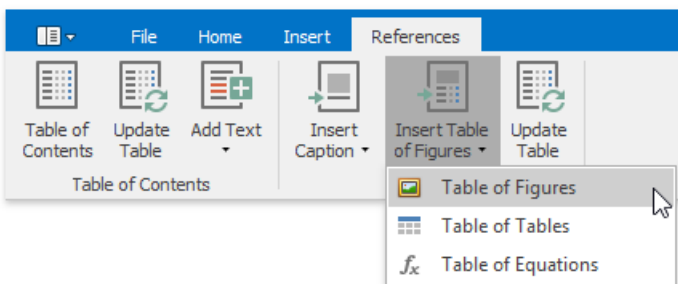 File Home Insert References
Table of Contents
Update Table
Add Text
Insert Caption
Insert Table of Figures
Update Table
Table of Contents
Table of Figures
Table of Tables
fx Table of Equations